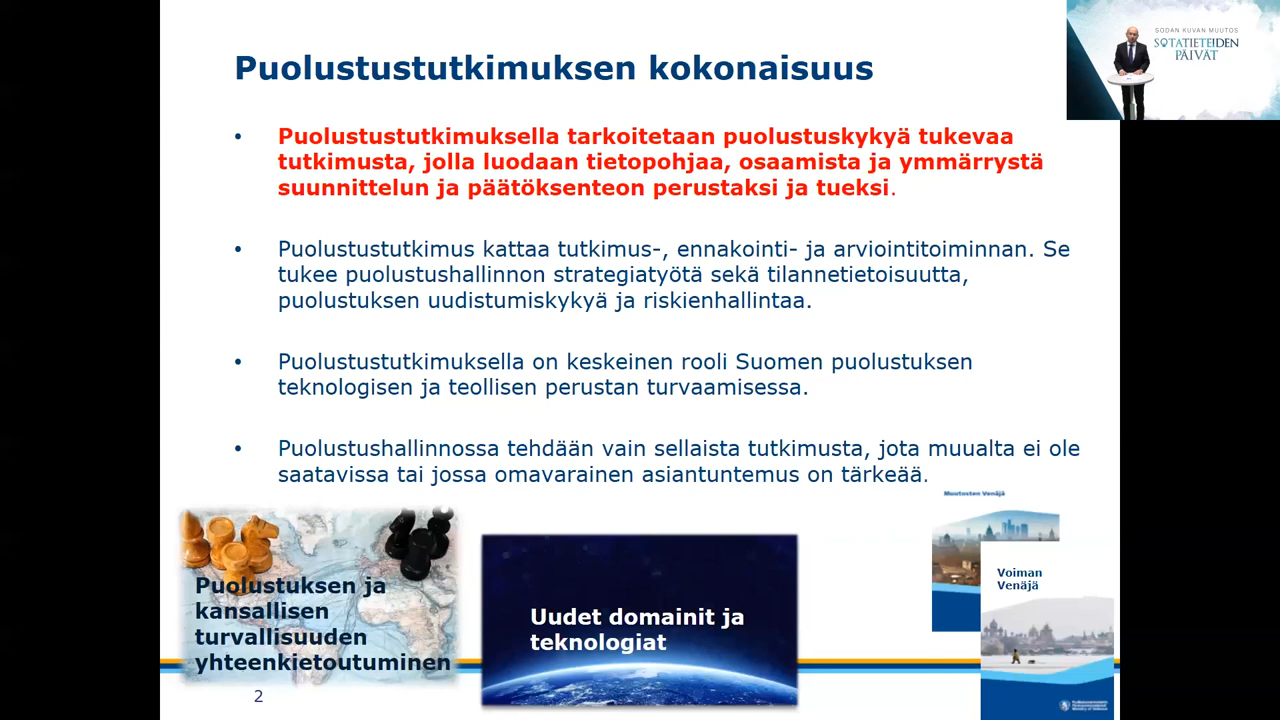 Puolustustutkimuksen kokonaisuus
SODAN KUVAN MUUTOS
SOTATIETEIDEN
PÄIVÄT
• Puolustustutkimuksella tarkoitetaan puolustuskykyä tukevaa
tutkimusta, jolla luodaan tietopohjaa, osaamista ja ymmärrystä
suunnittelun ja päätöksenteon perustaksi ja tueksi.
• Puolustustutkimus kattaa tutkimus-, ennakointi- ja arviointitoiminnan. Se
tukee puolustushallinnon strategiatyötä sekä tilannetietoisuutta,
puolustuksen uudistumiskykyä ja riskienhallintaa.
• Puolustustutkimuksella on keskeinen rooli Suomen puolustuksen
teknologisen ja teollisen perustan turvaamisessa.
• Puolustushallinnossa tehdään vain sellaista tutkimusta, jota muualta ei ole
saatavissa tai jossa omavarainen asiantuntemus on tärkeää.
Puolustuksen ja
kansallisen
turvallisuuden
yhteenkietoutuminen
Uudet domainit ja
teknologiat
Muutosten Venäjä
Voiman
Venäjä
Ministry of Defence
2